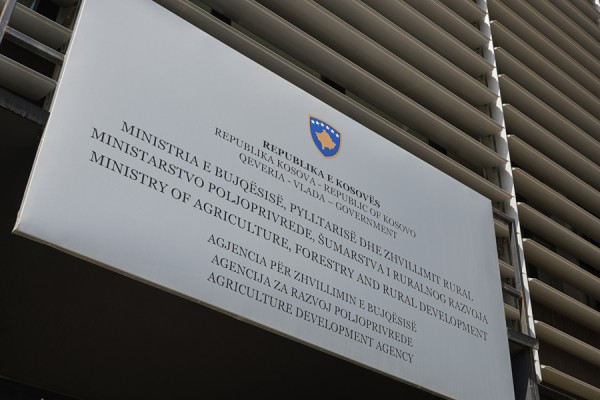 REPUBLIKA E KOSOVËS
REPUBLIKA KOSOVA - REPUBLIC OF KOSOVO
QEVERIA - VLADA - GOVERNMENT
MINISTRIA E BUJQËSISË, PYLLTARISË DHE ZHVILLIMIT RURAL
MINISTARSTVO POLJOPRIVREDE, ŠUMARSTVA I RURALNOG RAZVOJA
MINISTRY OF AGRICULTURE, FORESTRY AND RURAL DEVELOPMENT
AGJENCIA PËR ZHVILLIMIN E BUJQËSISË
AGENCIJA ZA RAZVOJ POLJOPRIVREDE
AGRICULTURE DEVELOPMENT AGENCY